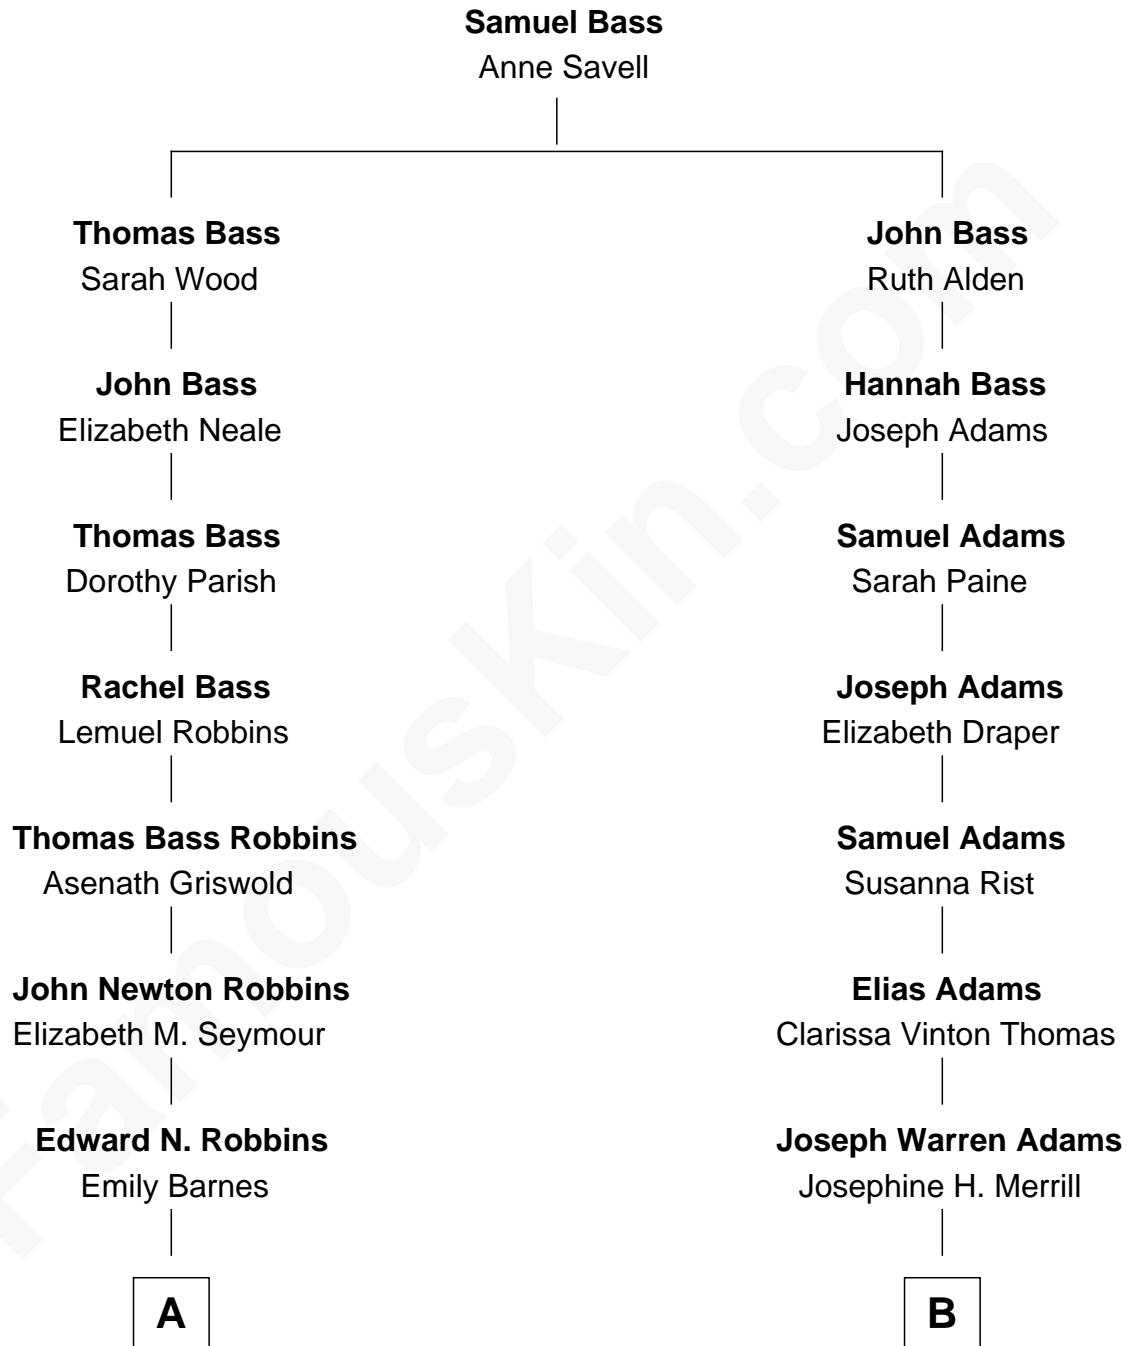 Samuel Bass
Anne Savell
Thomas Bass
Sarah Wood
John Bass
Ruth Alden
John Bass
Elizabeth Neale
Hannah Bass
Joseph Adams
Thomas Bass
Dorothy Parish
Samuel Adams
Sarah Paine
Rachel Bass
Lemuel Robbins
Joseph Adams
Elizabeth Draper
Thomas Bass Robbins
Asenath Griswold
Samuel Adams
Susanna Rist
John Newton Robbins
Elizabeth M. Seymour
Elias Adams
Clarissa Vinton Thomas
Edward N. Robbins
Emily Barnes
Joseph Warren Adams
Josephine H. Merrill
A
B
FamousKin.com